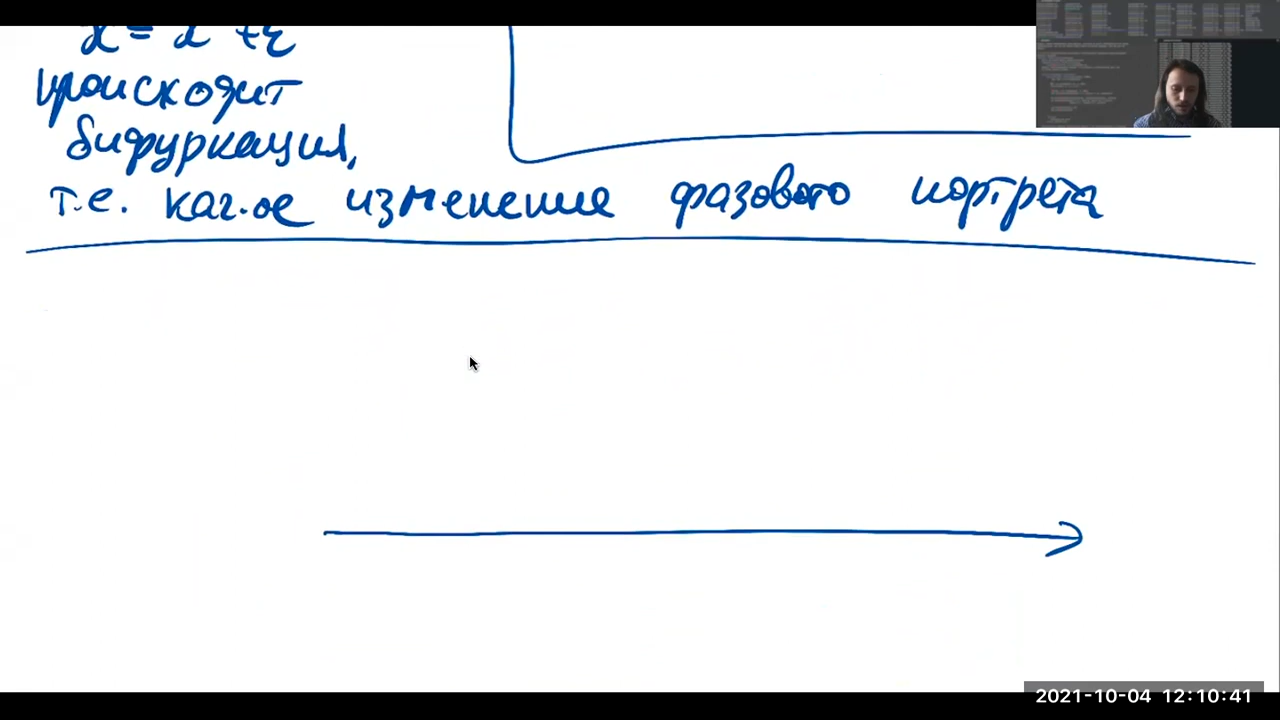 происходит
бифуркация,
т.е. кач.ое изменение фазового портрета
2021-10-04 12:10:41